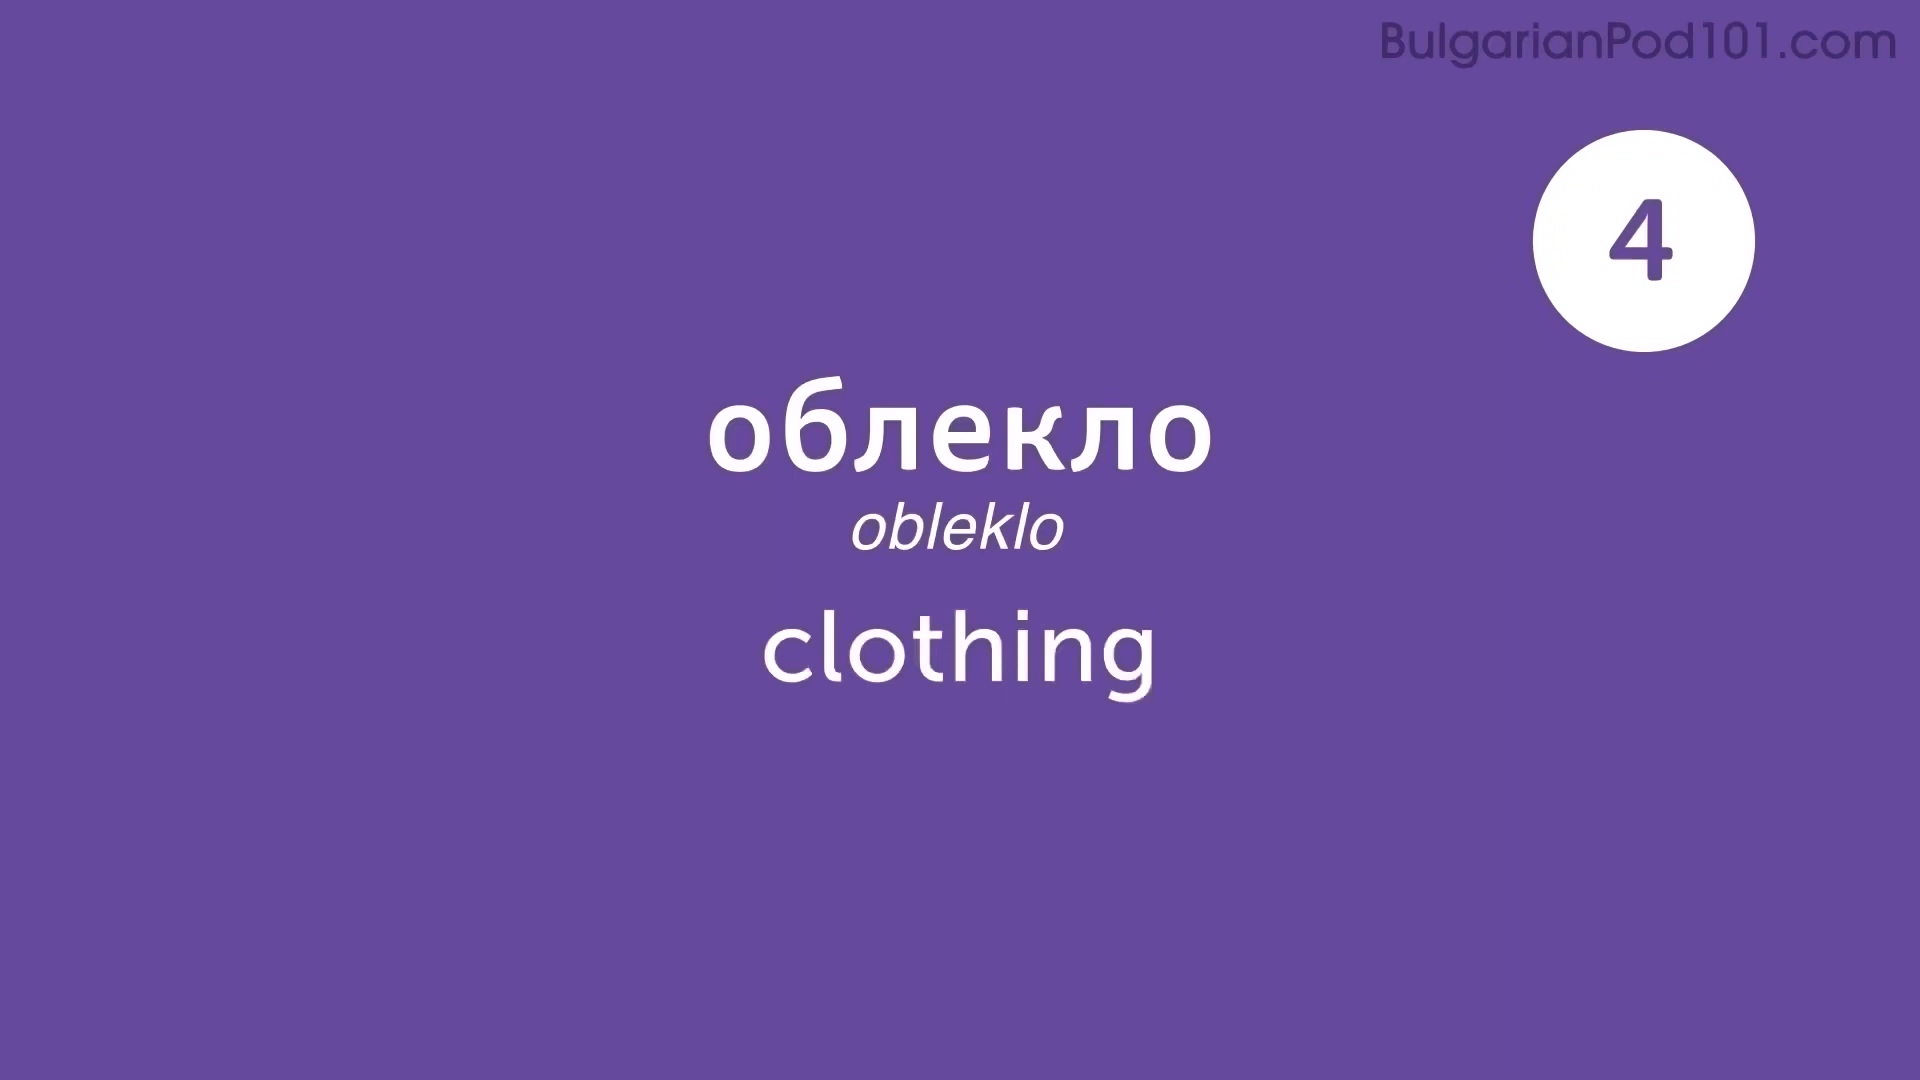 BulgarianPod101.com
4
облекло
obleklo
clothing